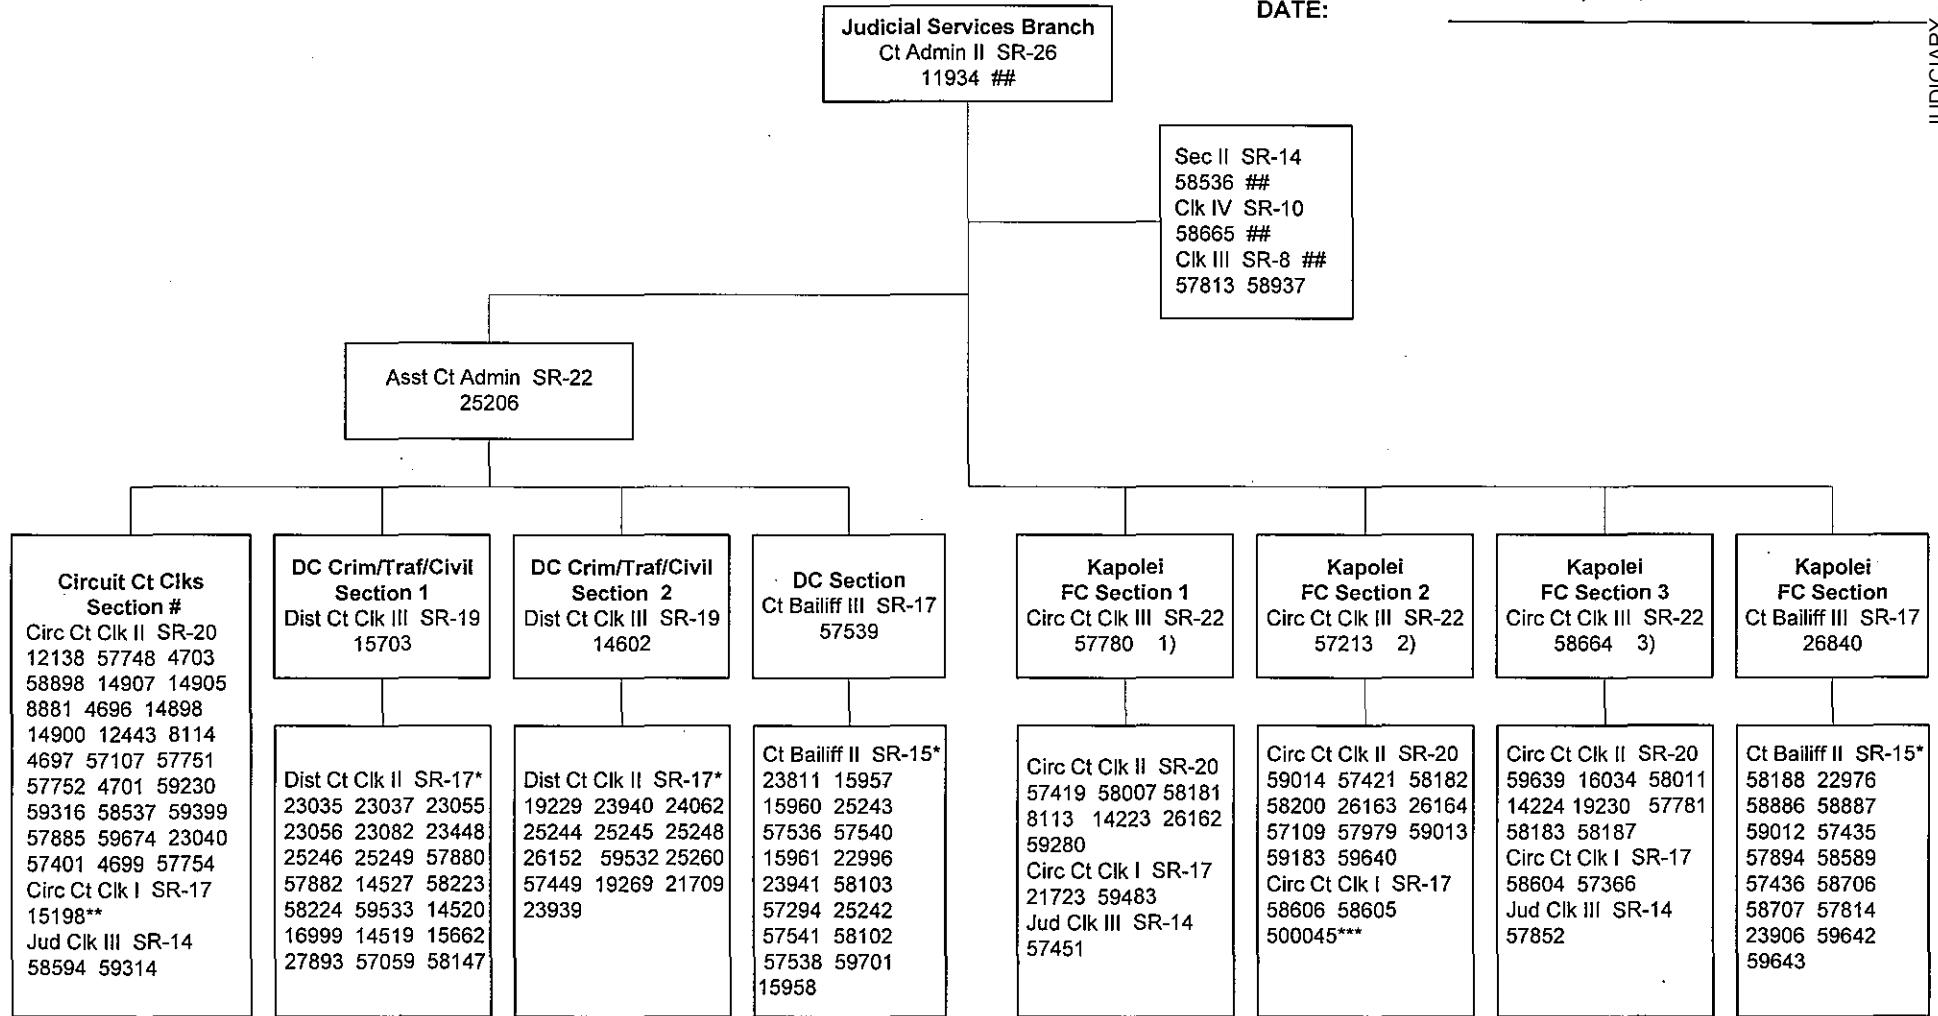 DATE:
JUDICIARY
Judicial Services Branch
Ct Admin II SR-26
11934 ##
Sec II SR-14
58536 ##
Clk IV SR-10
58665 ##
Clk III SR-8 ##
57813 58937
Asst Ct Admin SR-22
25206
Circuit Ct Clks
Section #
Circ Ct Clk II SR-20
12138 57748 4703
58898 14907 14905
8881 4696 14898
14900 12443 8114
4697 57107 57751
57752 4701 59230
59316 58537 59399
57885 59674 23040
57401 4699 57754
Circ Ct Clk I SR-17
15198**
Jud Clk III SR-14
58594 59314
DC Crim/Traf/Civil
Section 1
Dist Ct Clk III SR-19
15703
Dist Ct Clk II SR-17*
23035 23037 23055
23056 23082 23448
25246 25249 57880
57882 14527 58223
58224 59533 14520
16999 14519 15662
27893 57059 58147
DC Crim/Traf/Civil
Section 2
Dist Ct Clk III SR-19
14602
Dist Ct Clk II SR-17*
19229 23940 24062
25244 25245 25248
26152 59532 25260
57449 19269 21709
23939
DC Section
Ct Bailiff III SR-17
57539
Ct Bailiff II SR-15*
23811 15957
15960 25243
57536 57540
15961 22996
23941 58103
57294 25242
57541 58102
57538 59701
15958
Kapolei
FC Section 1
Circ Ct Clk III SR-22
57780 1)
Circ Ct Clk II SR-20
57419 58007 58181
8113 14223 26162
59280
Circ Ct Clk I SR-17
21723 59483
Jud Clk III SR-14
57451
Kapolei
FC Section 2
Circ Ct Clk III SR-22
57213 2)
Circ Ct Clk II SR-20
59014 57421 58182
58200 26163 26164
57109 57979 59013
59183 59640
Circ Ct Clk I SR-17
58606 58605
500045***
Kapolei
FC Section 3
Circ Ct Clk III SR-22
58664 3)
Circ Ct Clk II SR-20
59639 16034 58011
14224 19230 57781
58183 58187
Circ Ct Clk I SR-17
58604 57366
Jud Clk III SR-14
57852
Kapolei
FC Section
Ct Bailiff III SR-17
26840
Ct Bailiff II SR-15*
58188 22976
58886 58887
59012 57435
57894 58589
57436 58706
58707 57814
23906 59642
59643